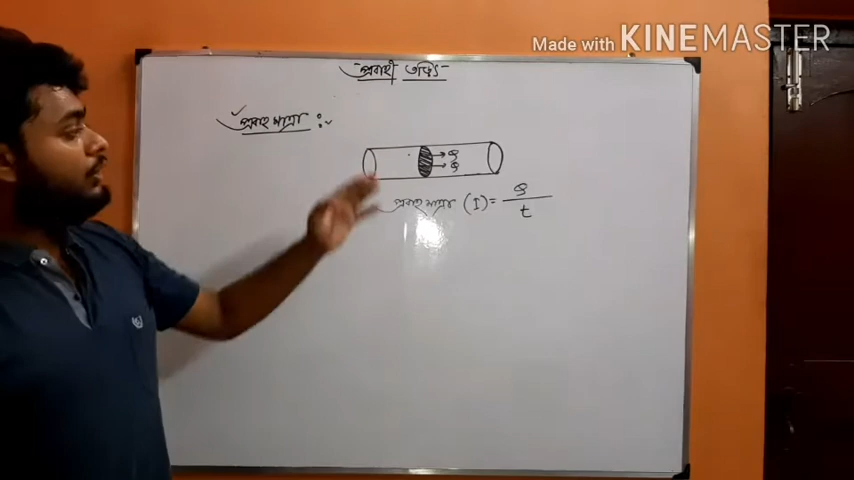 Made with KINEMASTER
প্রবাহী তড়িৎ
প্রবাহ মাত্রা :
Q
Q
প্রবাহ মাত্রা (I) = Q/t